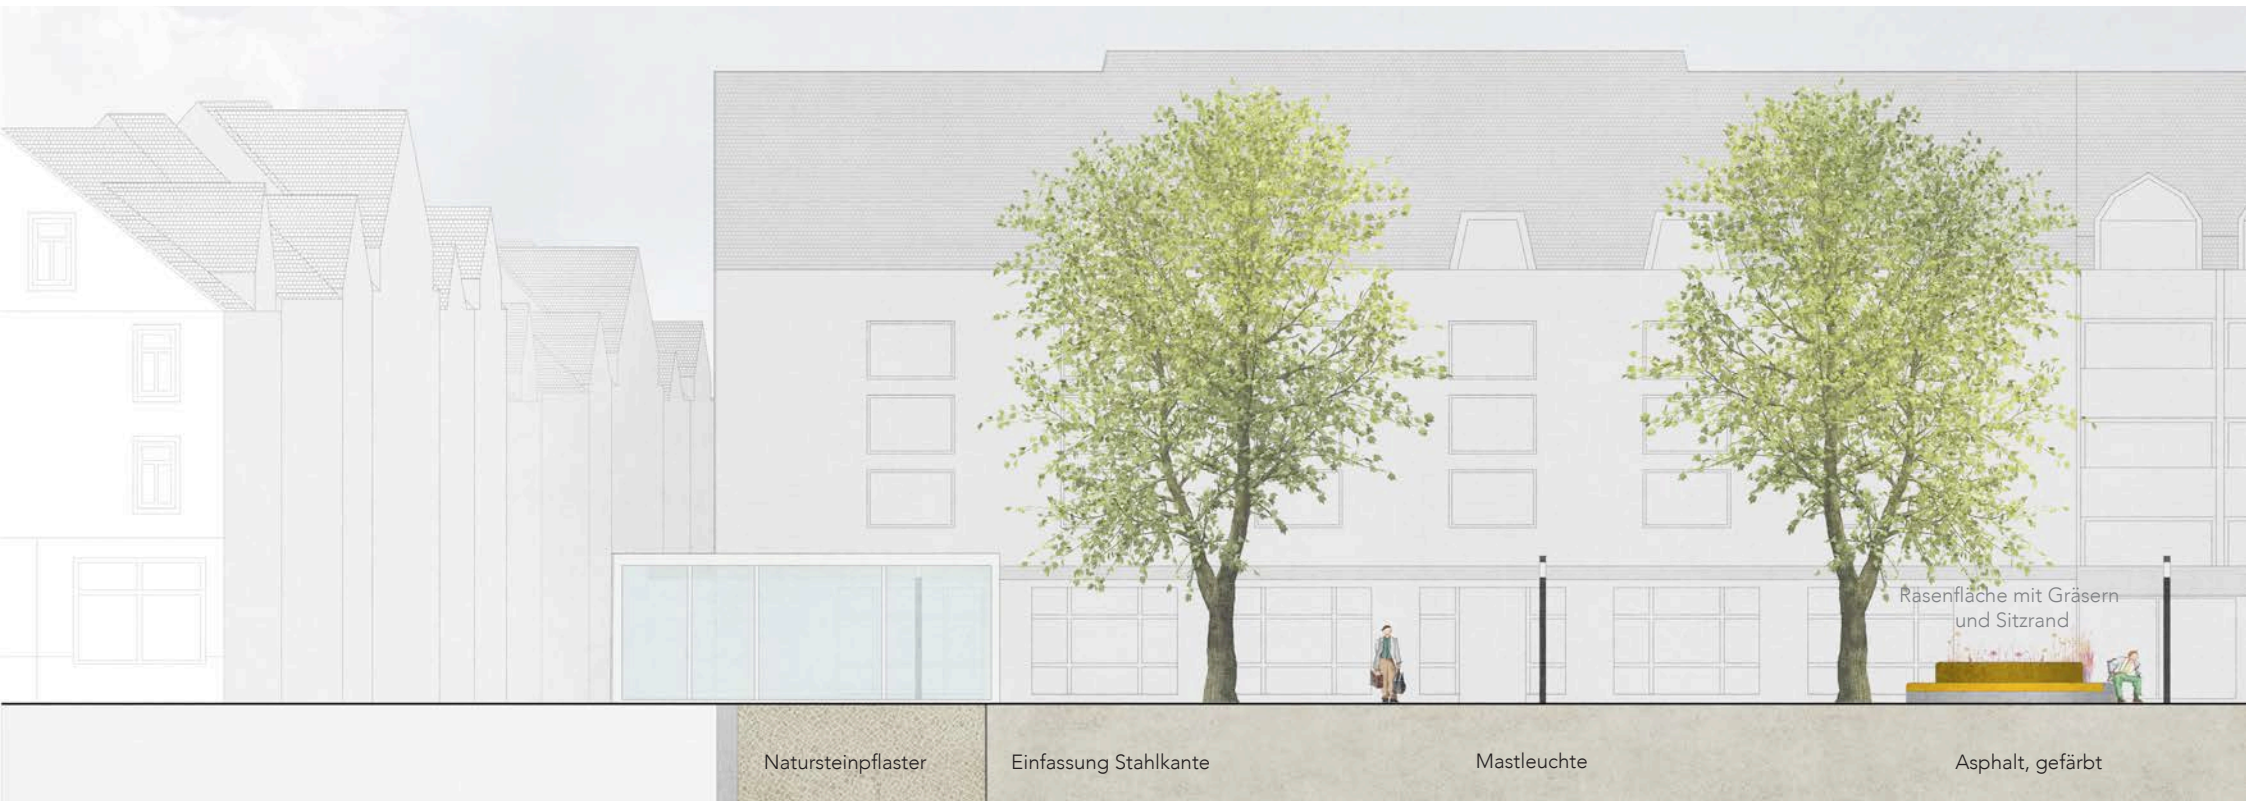 Rasenfläche mit Gräsern
und Sitzrand
Natursteinpflaster
Einfassung Stahlkante
Mastleuchte
Asphalt, gefärbt